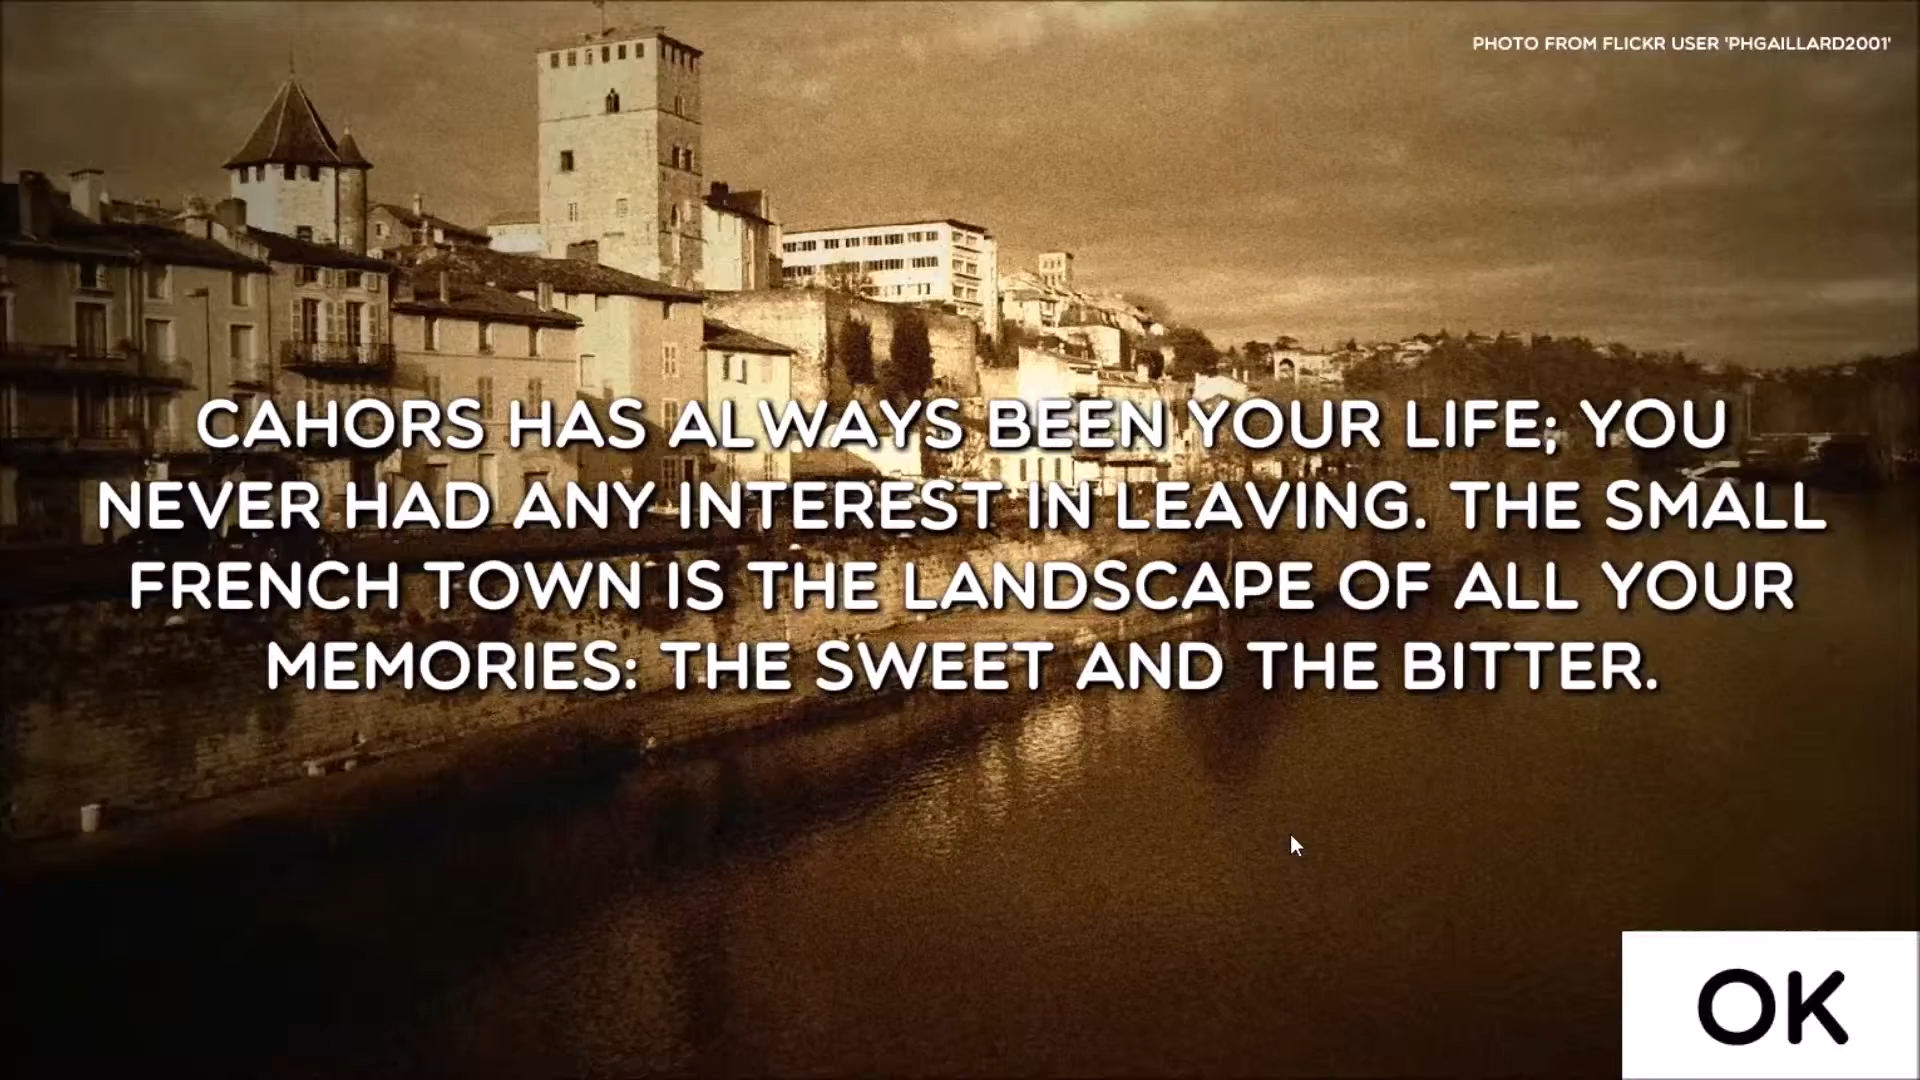 PHOTO FROM FLICKR USER 'PHGAILLARD2001'
CAHORS HAS ALWAYS BEEN YOUR LIFE; YOU
NEVER HAD ANY INTEREST IN LEAVING. THE SMALL
FRENCH TOWN IS THE LANDSCAPE OF ALL YOUR
MEMORIES: THE SWEET AND THE BITTER.
OK